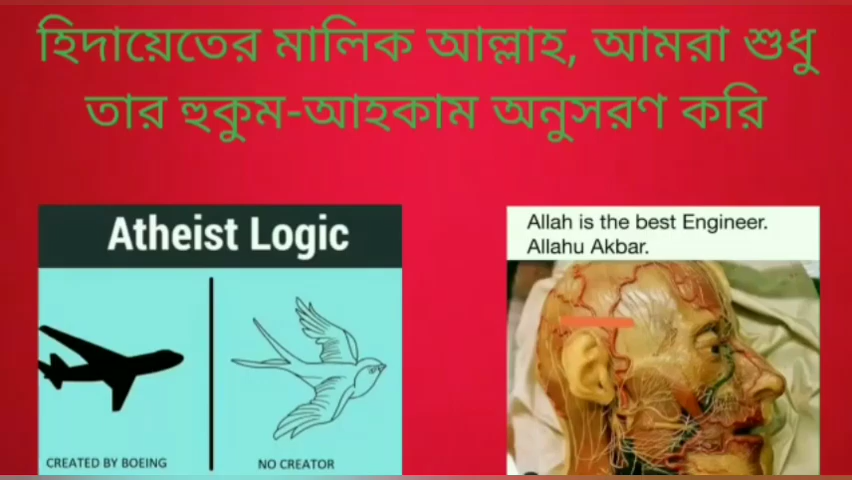 হিদায়েতের মালিক আল্লাহ, আমরা শুধু
তার হুকুম-আহকাম অনুসরণ করি
Atheist Logic
CREATED BY BOEING
NO CREATOR
Allah is the best Engineer.
Allahu Akbar.